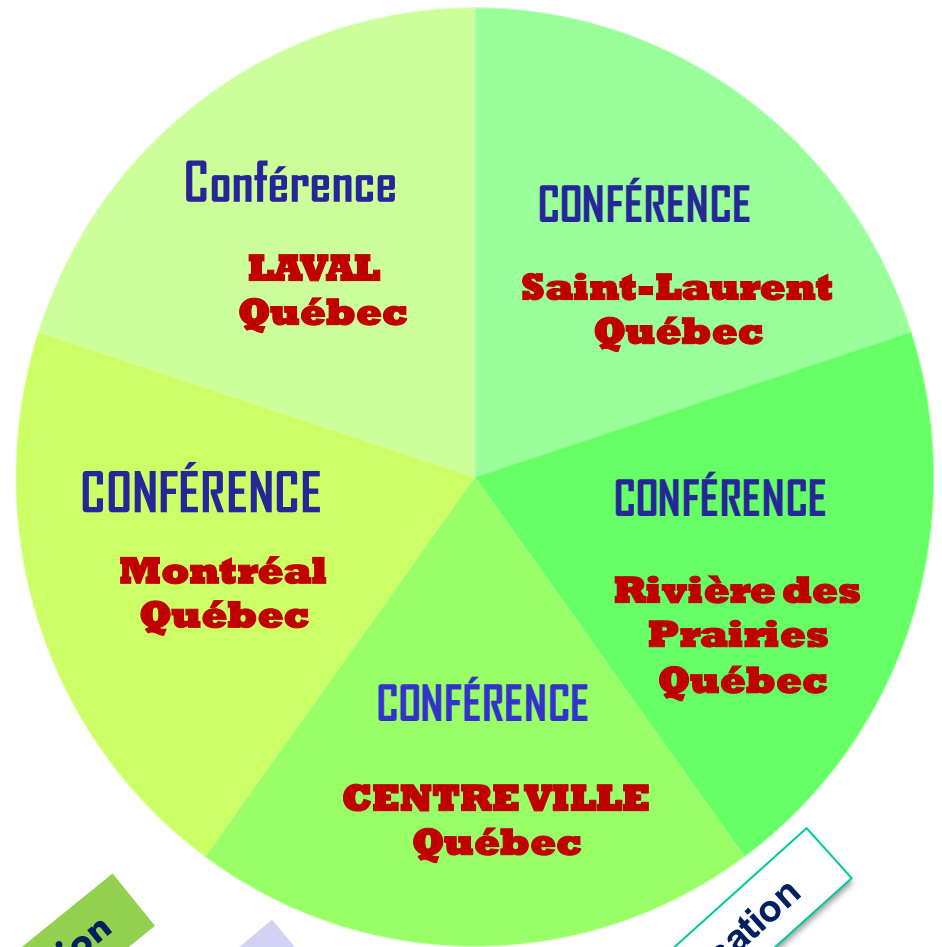 Conférence
LAVAL
Québec
CONFÉRENCE
Saint-Laurent
Québec
CONFÉRENCE
Montréal
Québec
CONFÉRENCE
Rivière des
Prairies
Québec
CONFÉRENCE
CENTRE VILLE
Québec